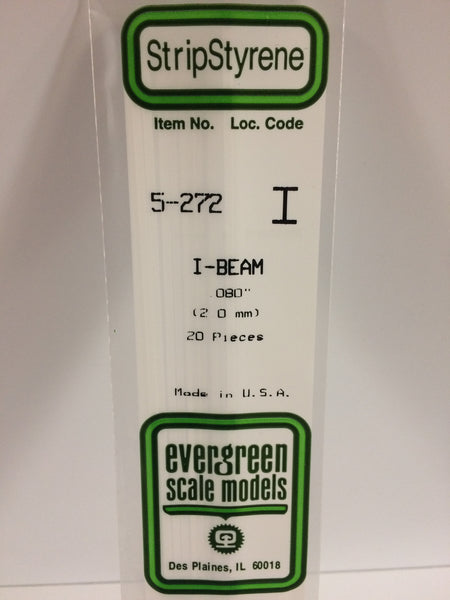 StripStyrene
Item No. Loc. Code
5-272 I
I-BEAM
.080"
(2.0 mm)
20 Pieces
Made in U.S.A.
evergreen
scale models
Des Plaines, IL 60018